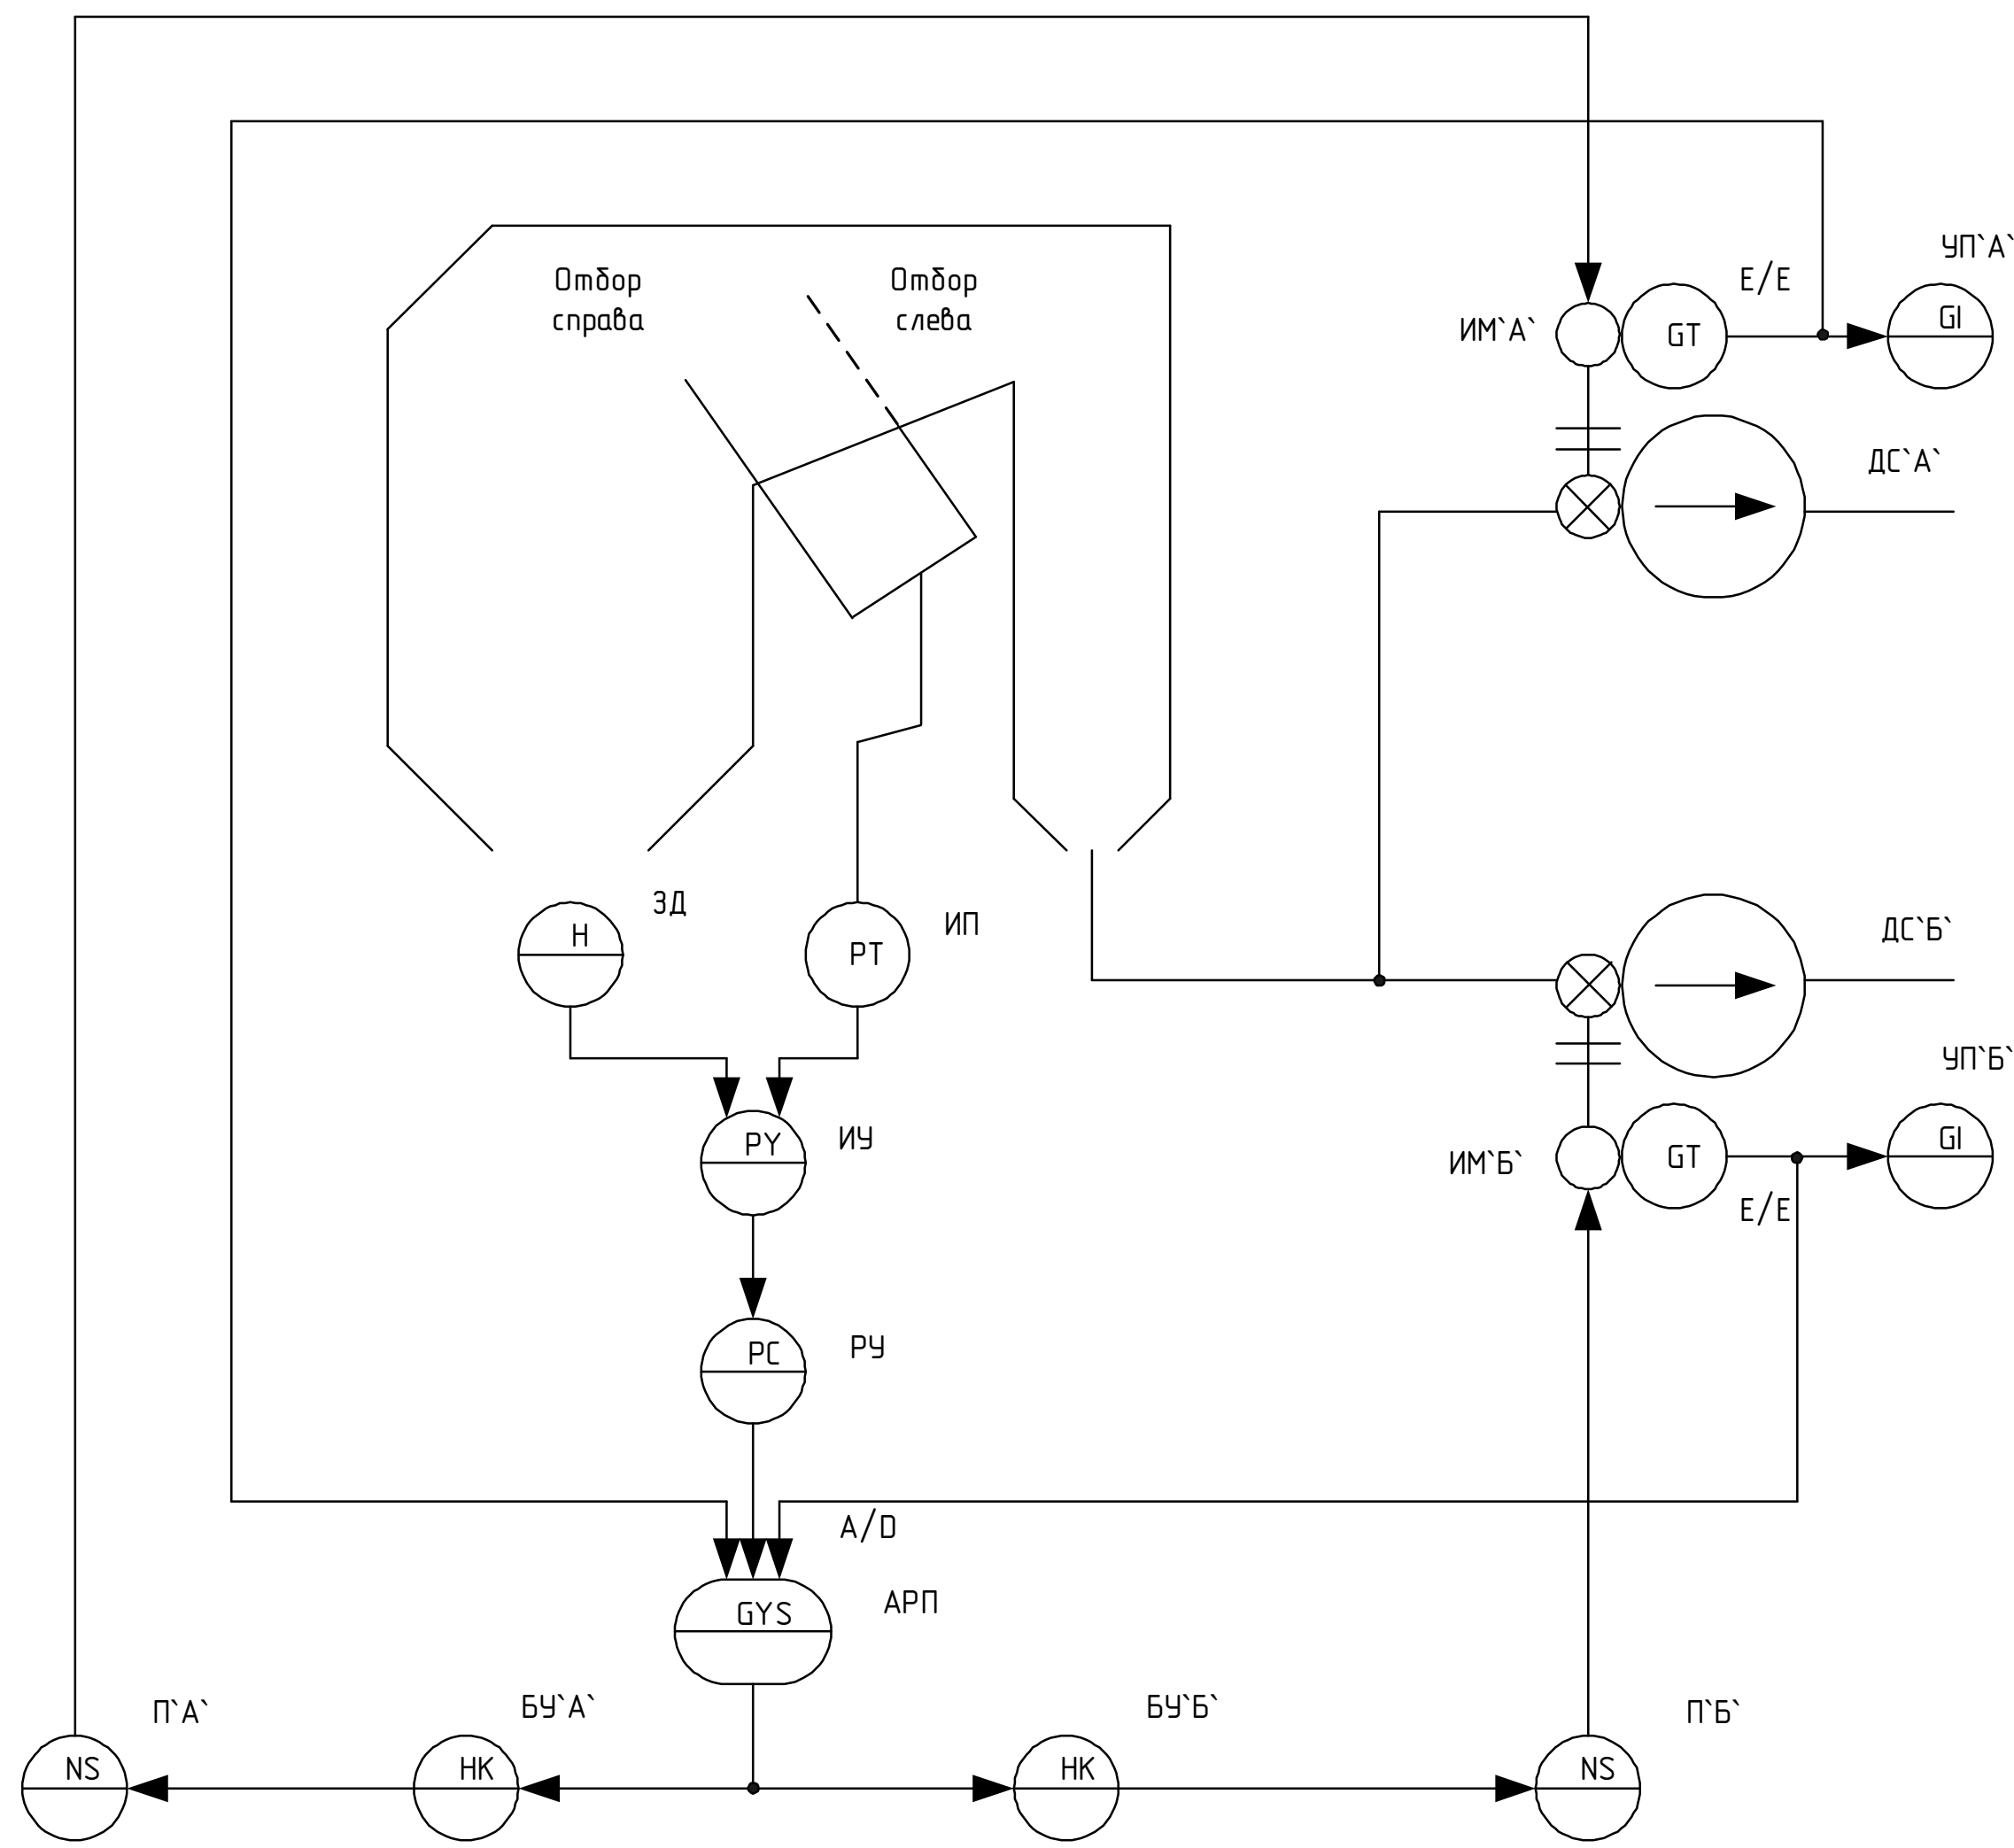 УП`А`
Отбор
справа
Отбор
слева
E/E
ИМ`А`
GT
GI
ДС`А`
ЗД
ИП
ДС`Б`
H
PT
УП`Б`
PY
ИУ
ИМ`Б`
GT
GI
E/E
PC
РУ
A/D
GYS
АРП
П`А`
БУ`А`
БУ`Б`
П`Б`
NS
HK
HK
NS